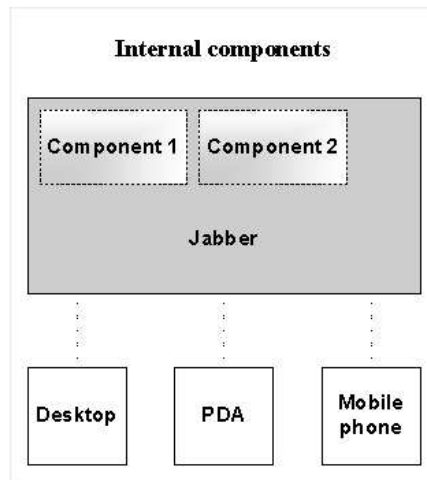 Internal components
Component 1
Component 2
Jabber
Desktop
PDA
Mobile
phone